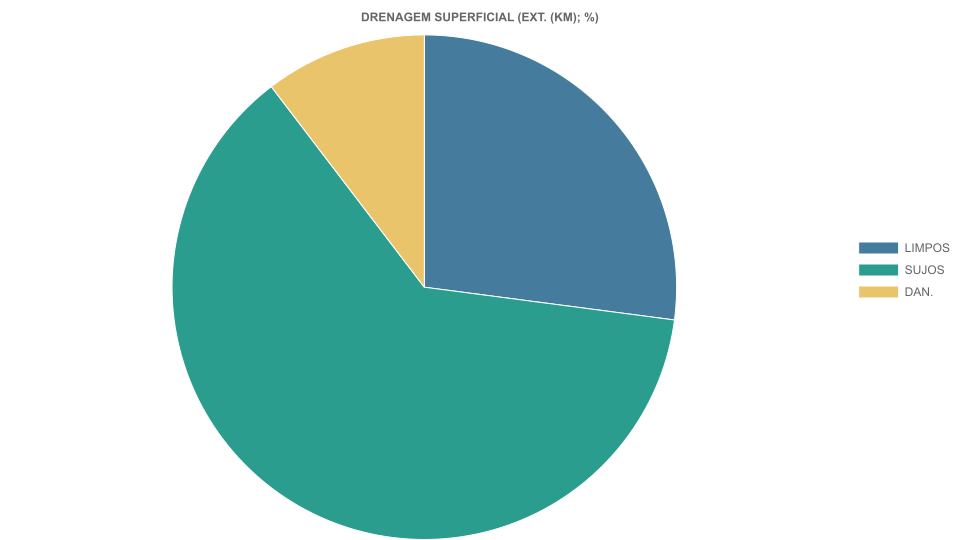 DRENAGEM SUPERFICIAL (EXT. (KM); %)
LIMPOS
SUJOS
DAN.